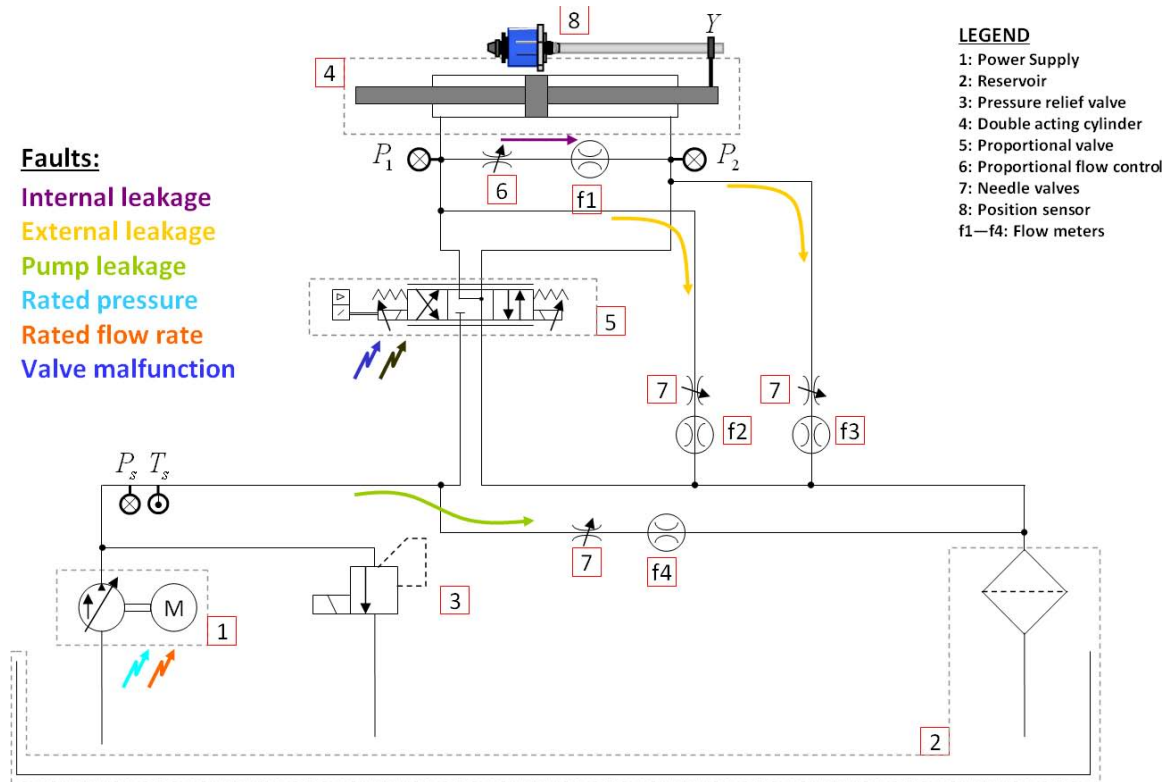 8
Y
LEGEND
1: Power Supply
2: Reservoir
3: Pressure relief valve
4: Double acting cylinder
5: Proportional valve
6: Proportional flow control
7: Needle valves
8: Position sensor
f1—f4: Flow meters
4
Faults:
Internal leakage
External leakage
Pump leakage
Rated pressure
Rated flow rate
Valve malfunction
P1
P2
6
f1
5
7
7
f2
f3
Ps Ts
7
f4
3
M
1
2